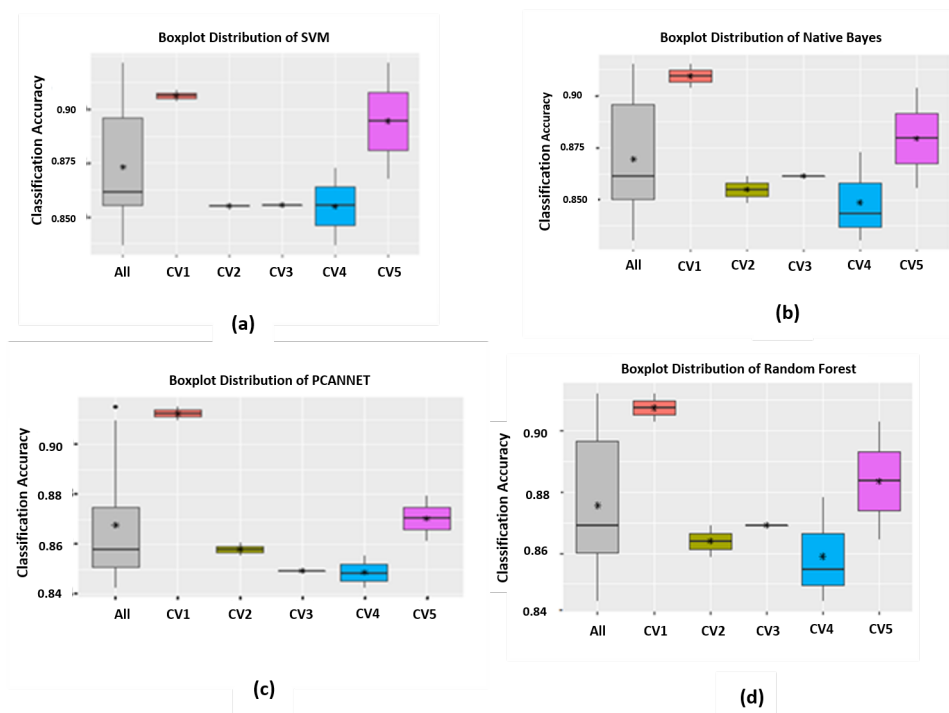 Boxplot Distribution of SVM
Classification Accuracy
0.90
0.875
0.850
All CV1 CV2 CV3 CV4 CV5
(a)
Boxplot Distribution of Native Bayes
Classification Accuracy
0.90
0.875
0.850
All CV1 CV2 CV3 CV4 CV5
(b)
Boxplot Distribution of PCANNET
Classification Accuracy
0.90
0.88
0.86
0.84
All CV1 CV2 CV3 CV4 CV5
(c)
Boxplot Distribution of Random Forest
Classification Accuracy
0.90
0.88
0.86
0.84
All CV1 CV2 CV3 CV4 CV5
(d)